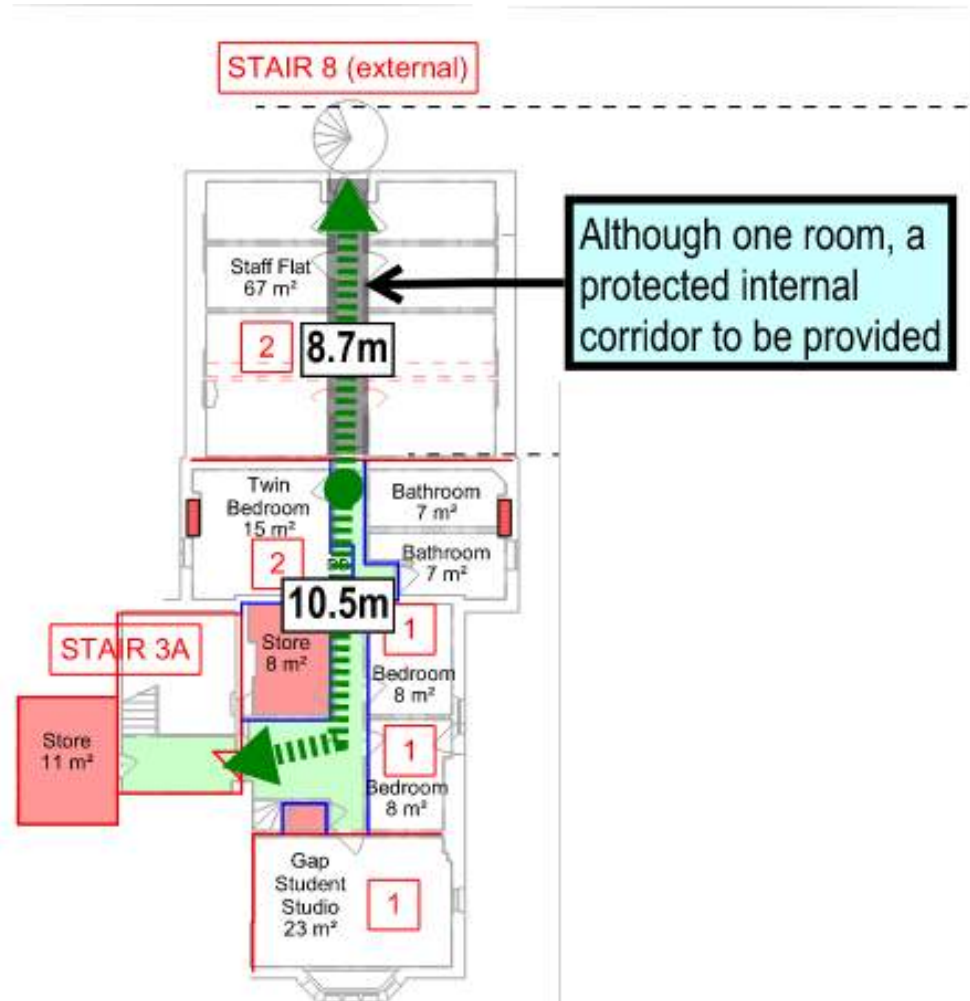 STAIR 8 (external)
Although one room, a
protected internal
corridor to be provided
Staff Flat
67 m²
2
8.7m
Twin
Bedroom
15 m²
2
Bathroom
7 m²
Bathroom
7 m²
10.5m
STAIR 3A
Store
8 m²
1
Bedroom
8 m²
Store
11 m²
1
Bedroom
8 m²
Gap
Student
Studio
23 m²
1